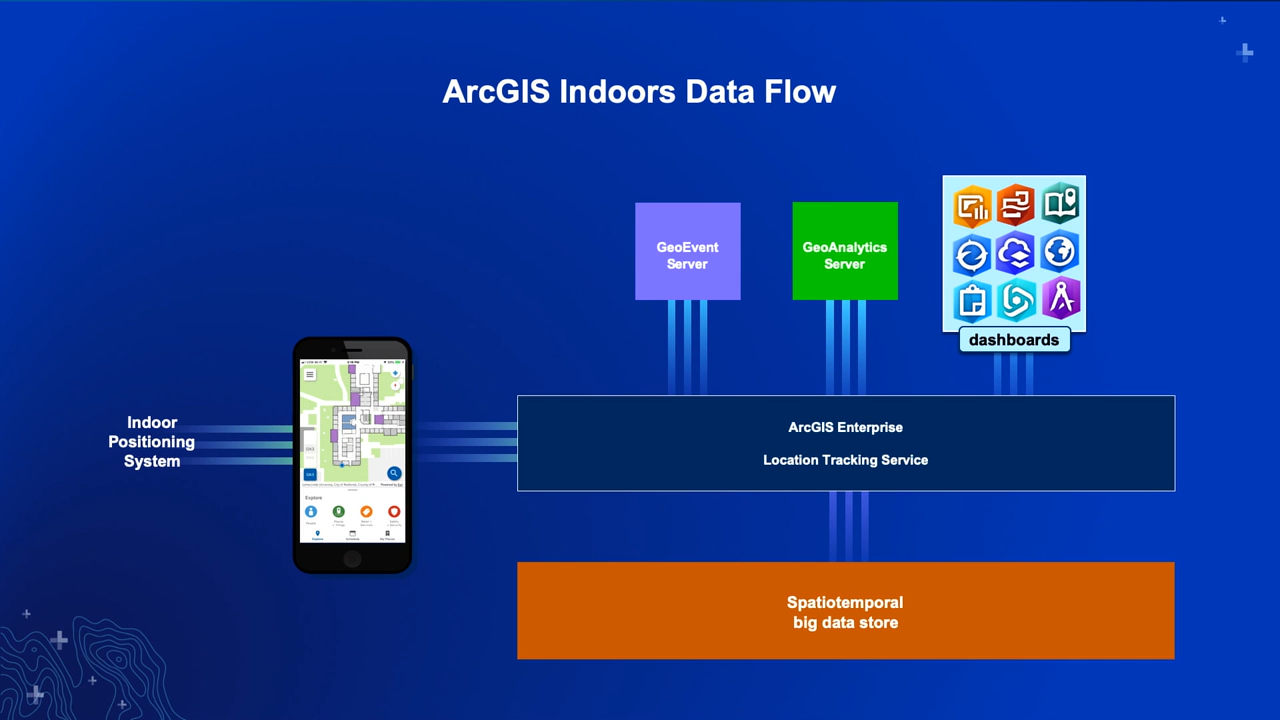 ArcGIS Indoors Data Flow
GeoEvent
Server
GeoAnalytics
Server
dashboards
Indoor
Positioning
System
Explore
ArcGIS Enterprise
Location Tracking Service
Spatiotemporal
big data store